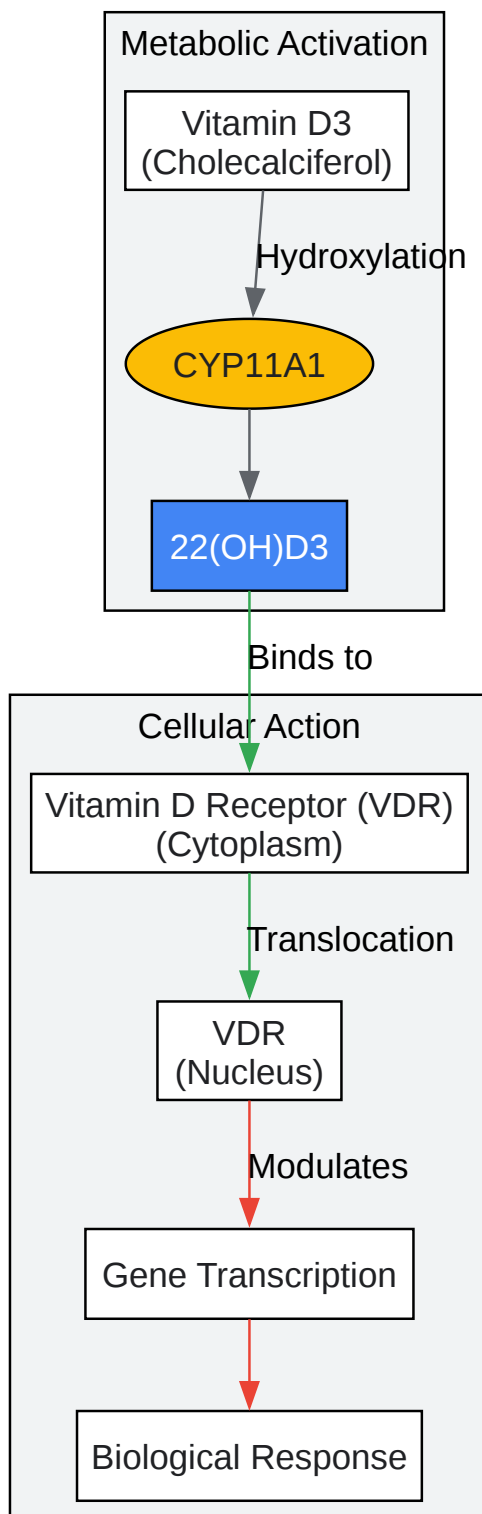 Metabolic Activation
Vitamin D3
(Cholecalciferol)
Hydroxylation
CYP11A1
22(OH)D3
Binds to
Cellular Action
Vitamin D Receptor (VDR)
(Cytoplasm)
Translocation
VDR
(Nucleus)
Modulates
Gene Transcription
Biological Response